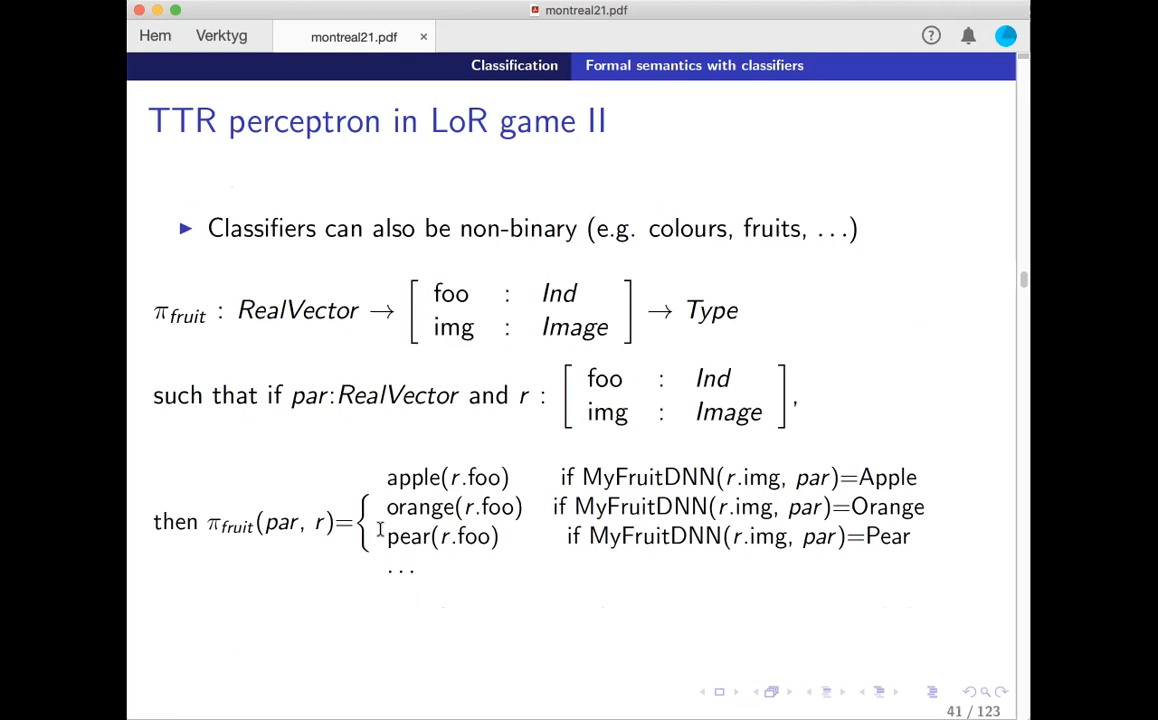 montreal21.pdf
Hem Verktyg montreal21.pdf × ?
Classification Formal semantics with classifiers
TTR perceptron in LoR game II
▶ Classifiers can also be non-binary (e.g. colours, fruits, . . .)
π_fruit : RealVector → [ foo : Ind
img : Image ] → Type
such that if par:RealVector and r : [ foo : Ind
img : Image ],
then π_fruit(par, r)= { apple(r.foo) if MyFruitDNN(r.img, par)=Apple
orange(r.foo) if MyFruitDNN(r.img, par)=Orange
pear(r.foo) if MyFruitDNN(r.img, par)=Pear
. . .
41 / 123